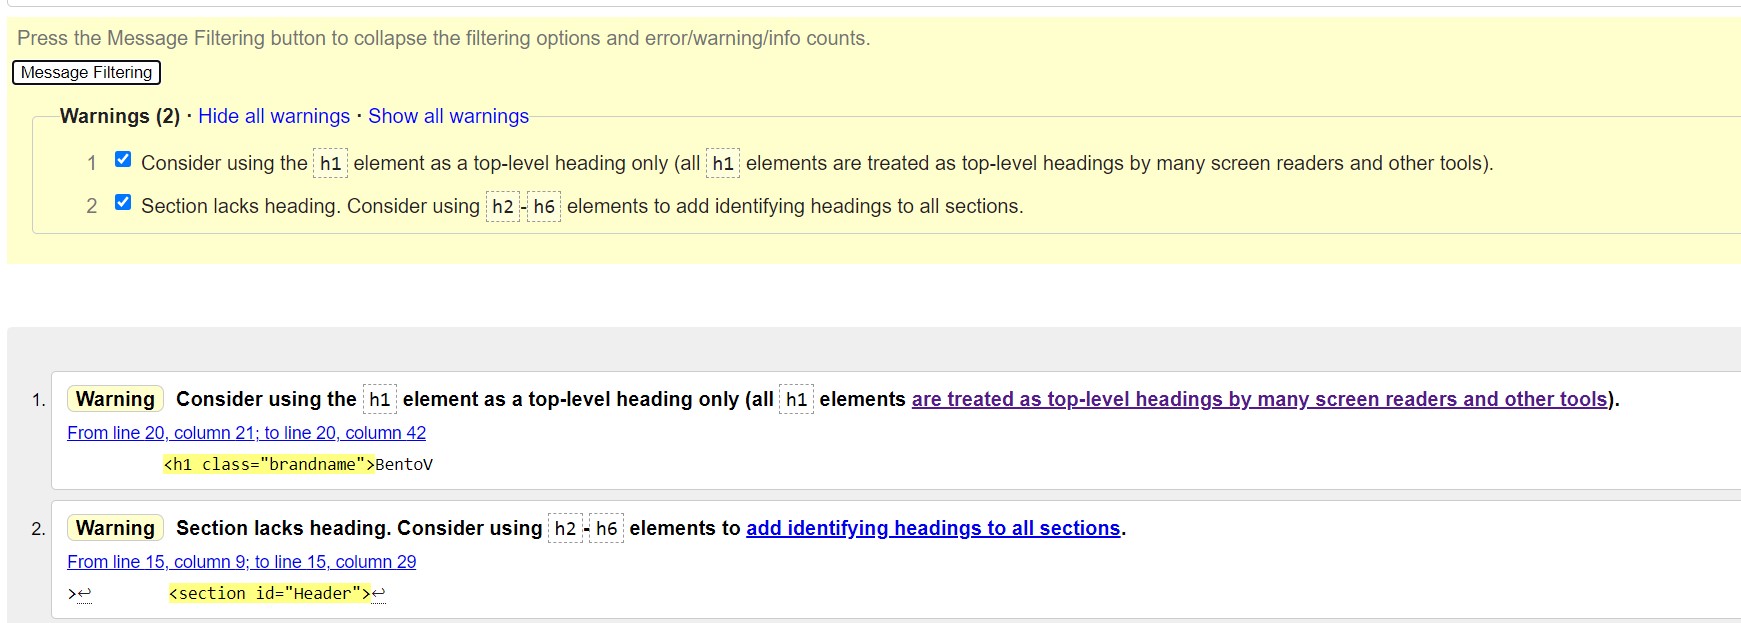 Press the Message Filtering button to collapse the filtering options and error/warning/info counts.
Message Filtering
Warnings (2) · Hide all warnings · Show all warnings
1 Consider using the h1 element as a top-level heading only (all h1 elements are treated as top-level headings by many screen readers and other tools).
2 Section lacks heading. Consider using h2-h6 elements to add identifying headings to all sections.
1. Warning Consider using the h1 element as a top-level heading only (all h1 elements are treated as top-level headings by many screen readers and other tools).
From line 20, column 21; to line 20, column 42
<h1 class="brandname">BentoV
2. Warning Section lacks heading. Consider using h2-h6 elements to add identifying headings to all sections.
From line 15, column 9; to line 15, column 29
>↩ <section id="Header">↩